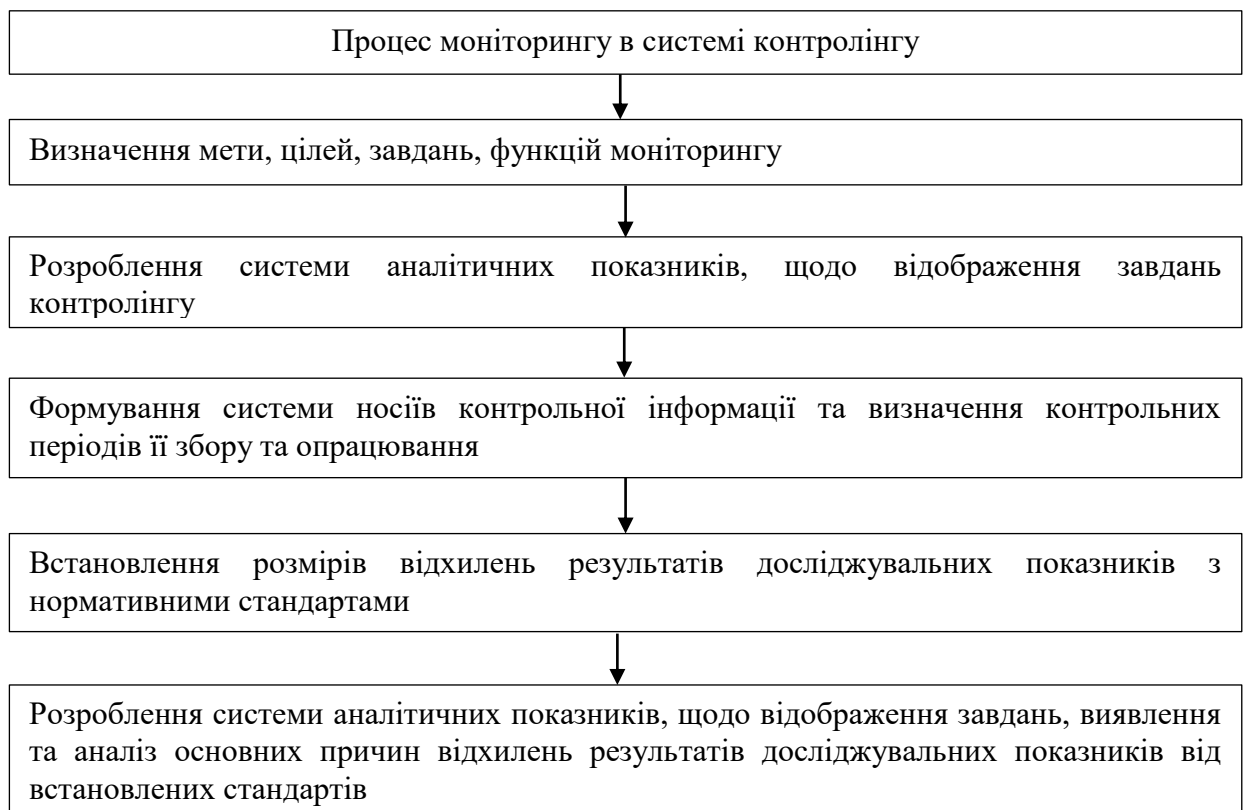 Процес моніторингу в системі контролінгу
Визначення мети, цілей, завдань, функцій моніторингу
Розроблення системи аналітичних показників, щодо відображення завдань
контролінгу
Формування системи носіїв контрольної інформації та визначення контрольних
періодів її збору та опрацювання
Встановлення розмірів відхилень результатів досліджувальних показників з
нормативними стандартами
Розроблення системи аналітичних показників, щодо відображення завдань, виявлення
та аналіз основних причин відхилень результатів досліджувальних показників від
встановлених стандартів